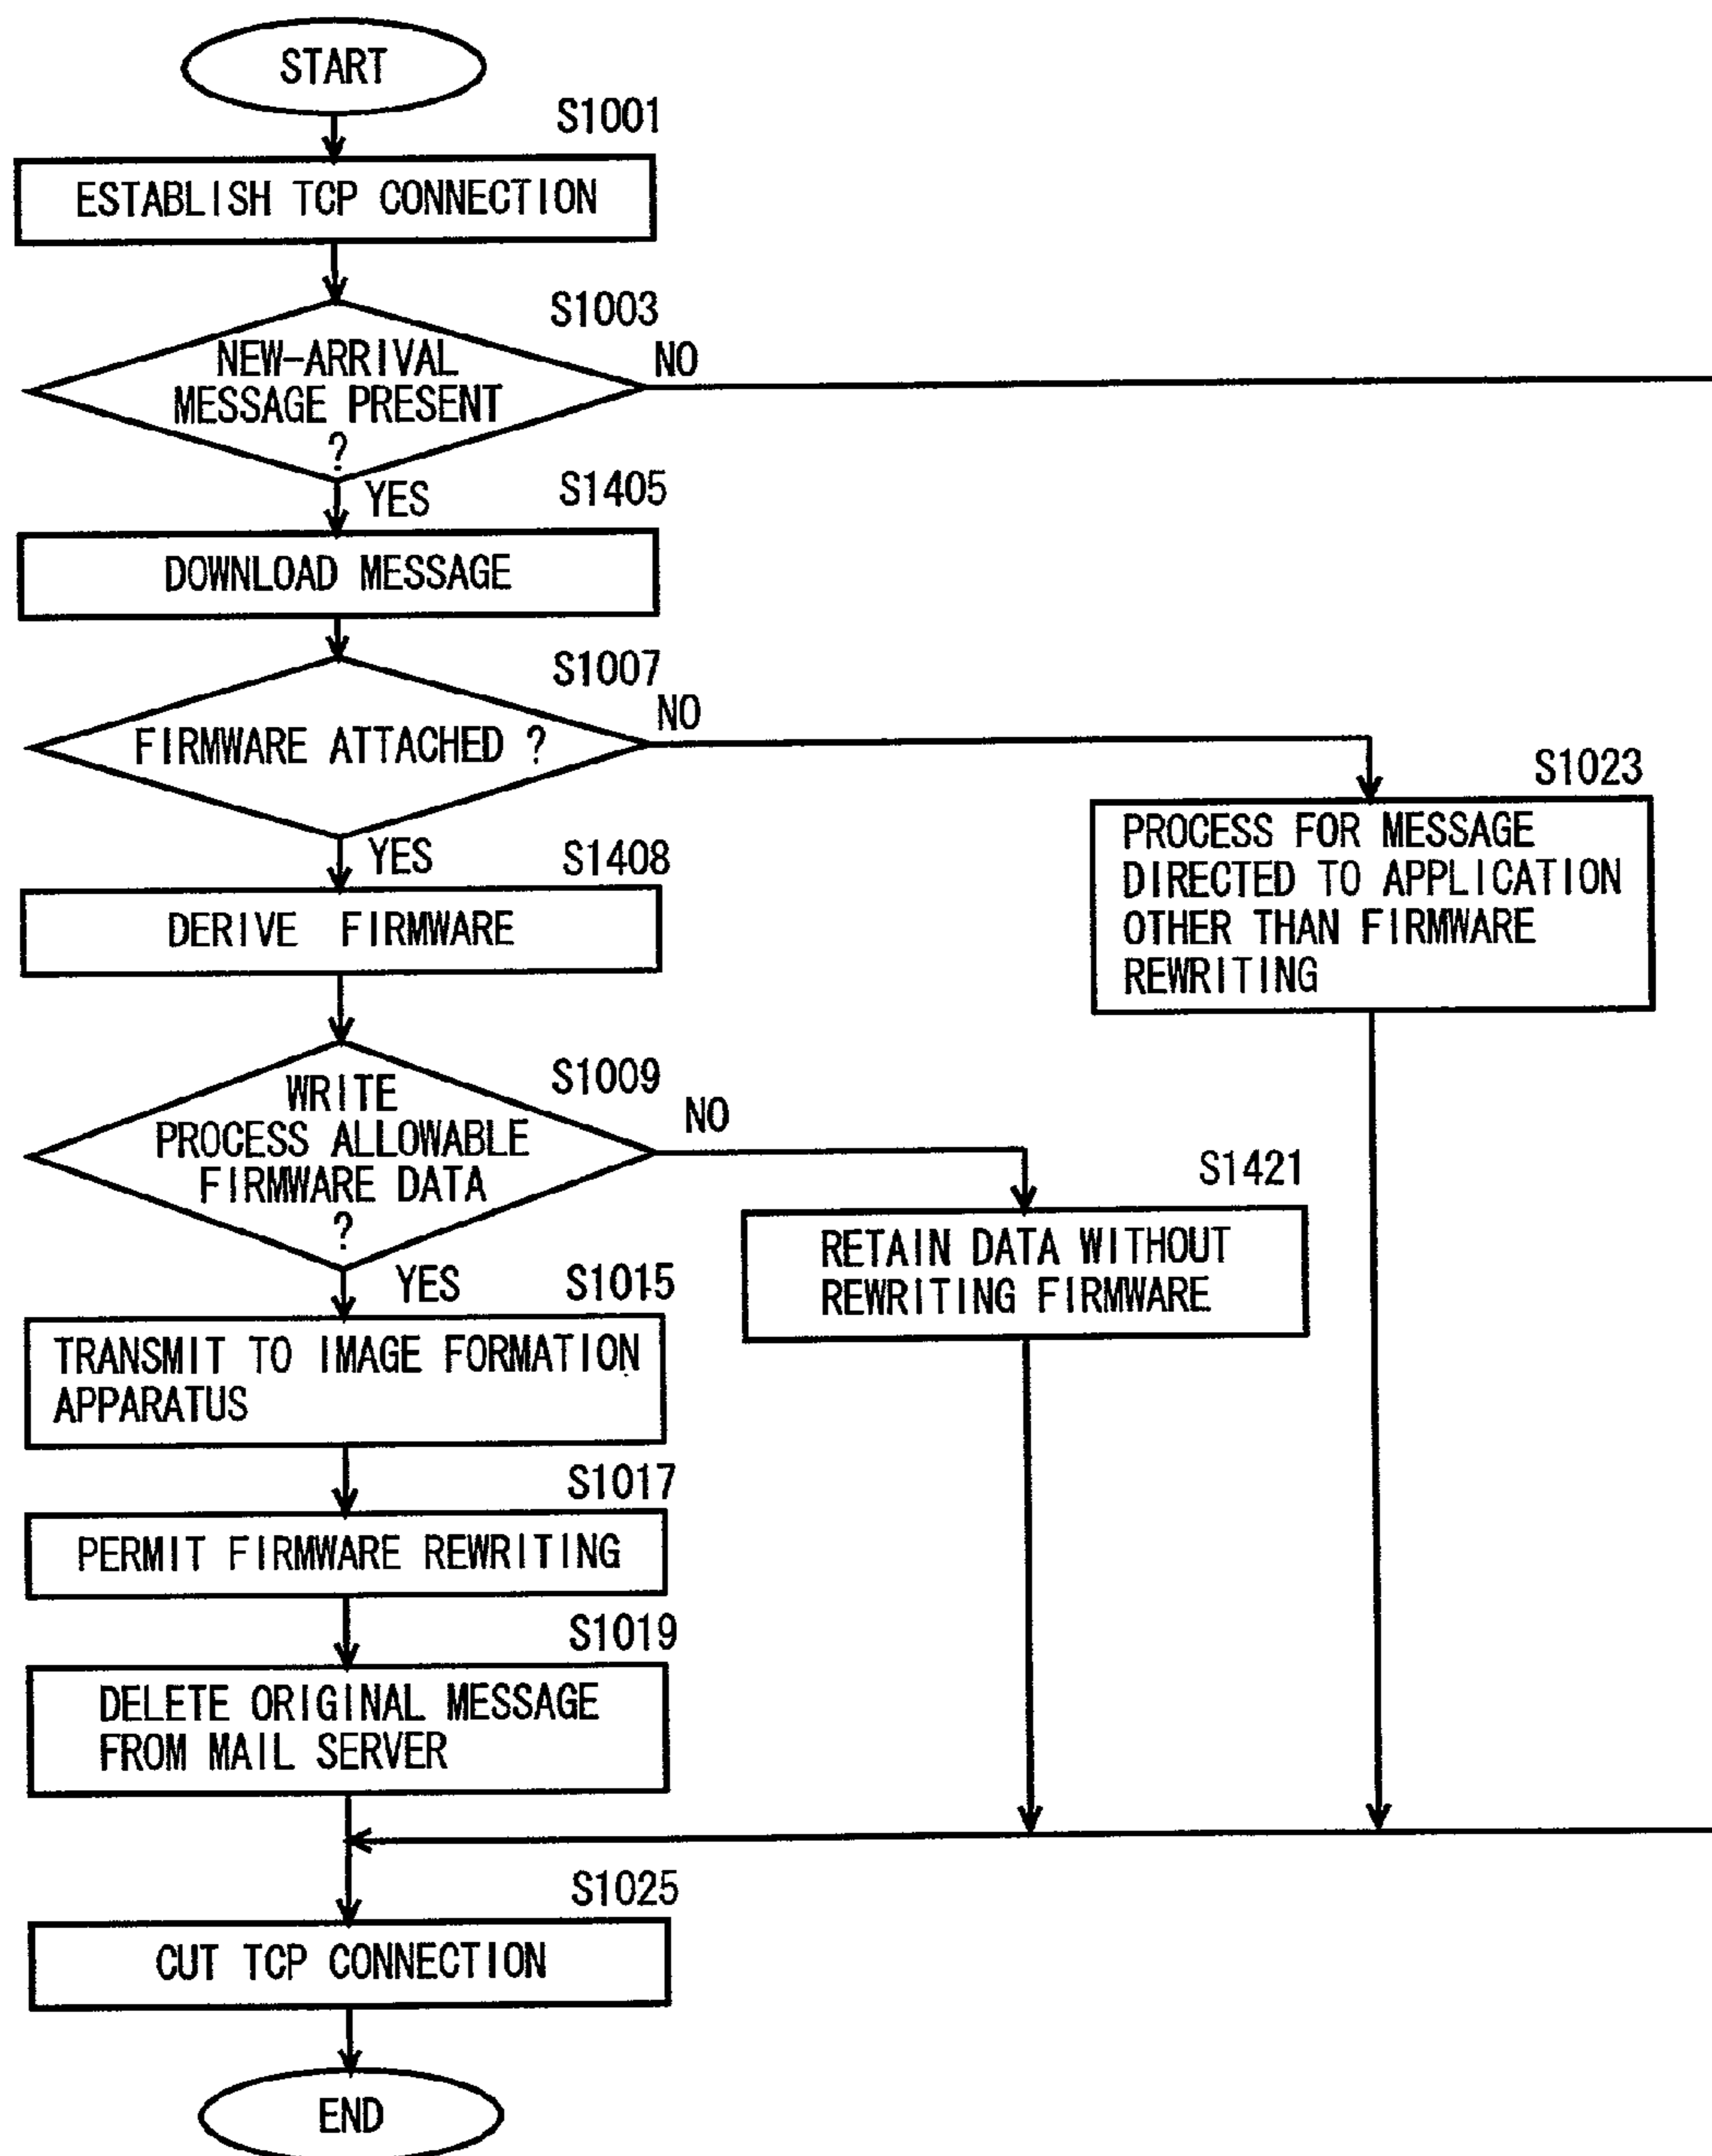 START
S1001
ESTABLISH TCP CONNECTION
S1003
NEW-ARRIVAL
MESSAGE PRESENT
?
NO
YES
S1405
DOWNLOAD MESSAGE
S1007
FIRMWARE ATTACHED ?
NO
S1023
PROCESS FOR MESSAGE
DIRECTED TO APPLICATION
OTHER THAN FIRMWARE
REWRITING
YES
S1408
DERIVE FIRMWARE
S1009
WRITE
PROCESS ALLOWABLE
FIRMWARE DATA
?
NO
S1421
RETAIN DATA WITHOUT
REWRITING FIRMWARE
YES
S1015
TRANSMIT TO IMAGE FORMATION
APPARATUS
S1017
PERMIT FIRMWARE REWRITING
S1019
DELETE ORIGINAL MESSAGE
FROM MAIL SERVER
S1025
CUT TCP CONNECTION
END